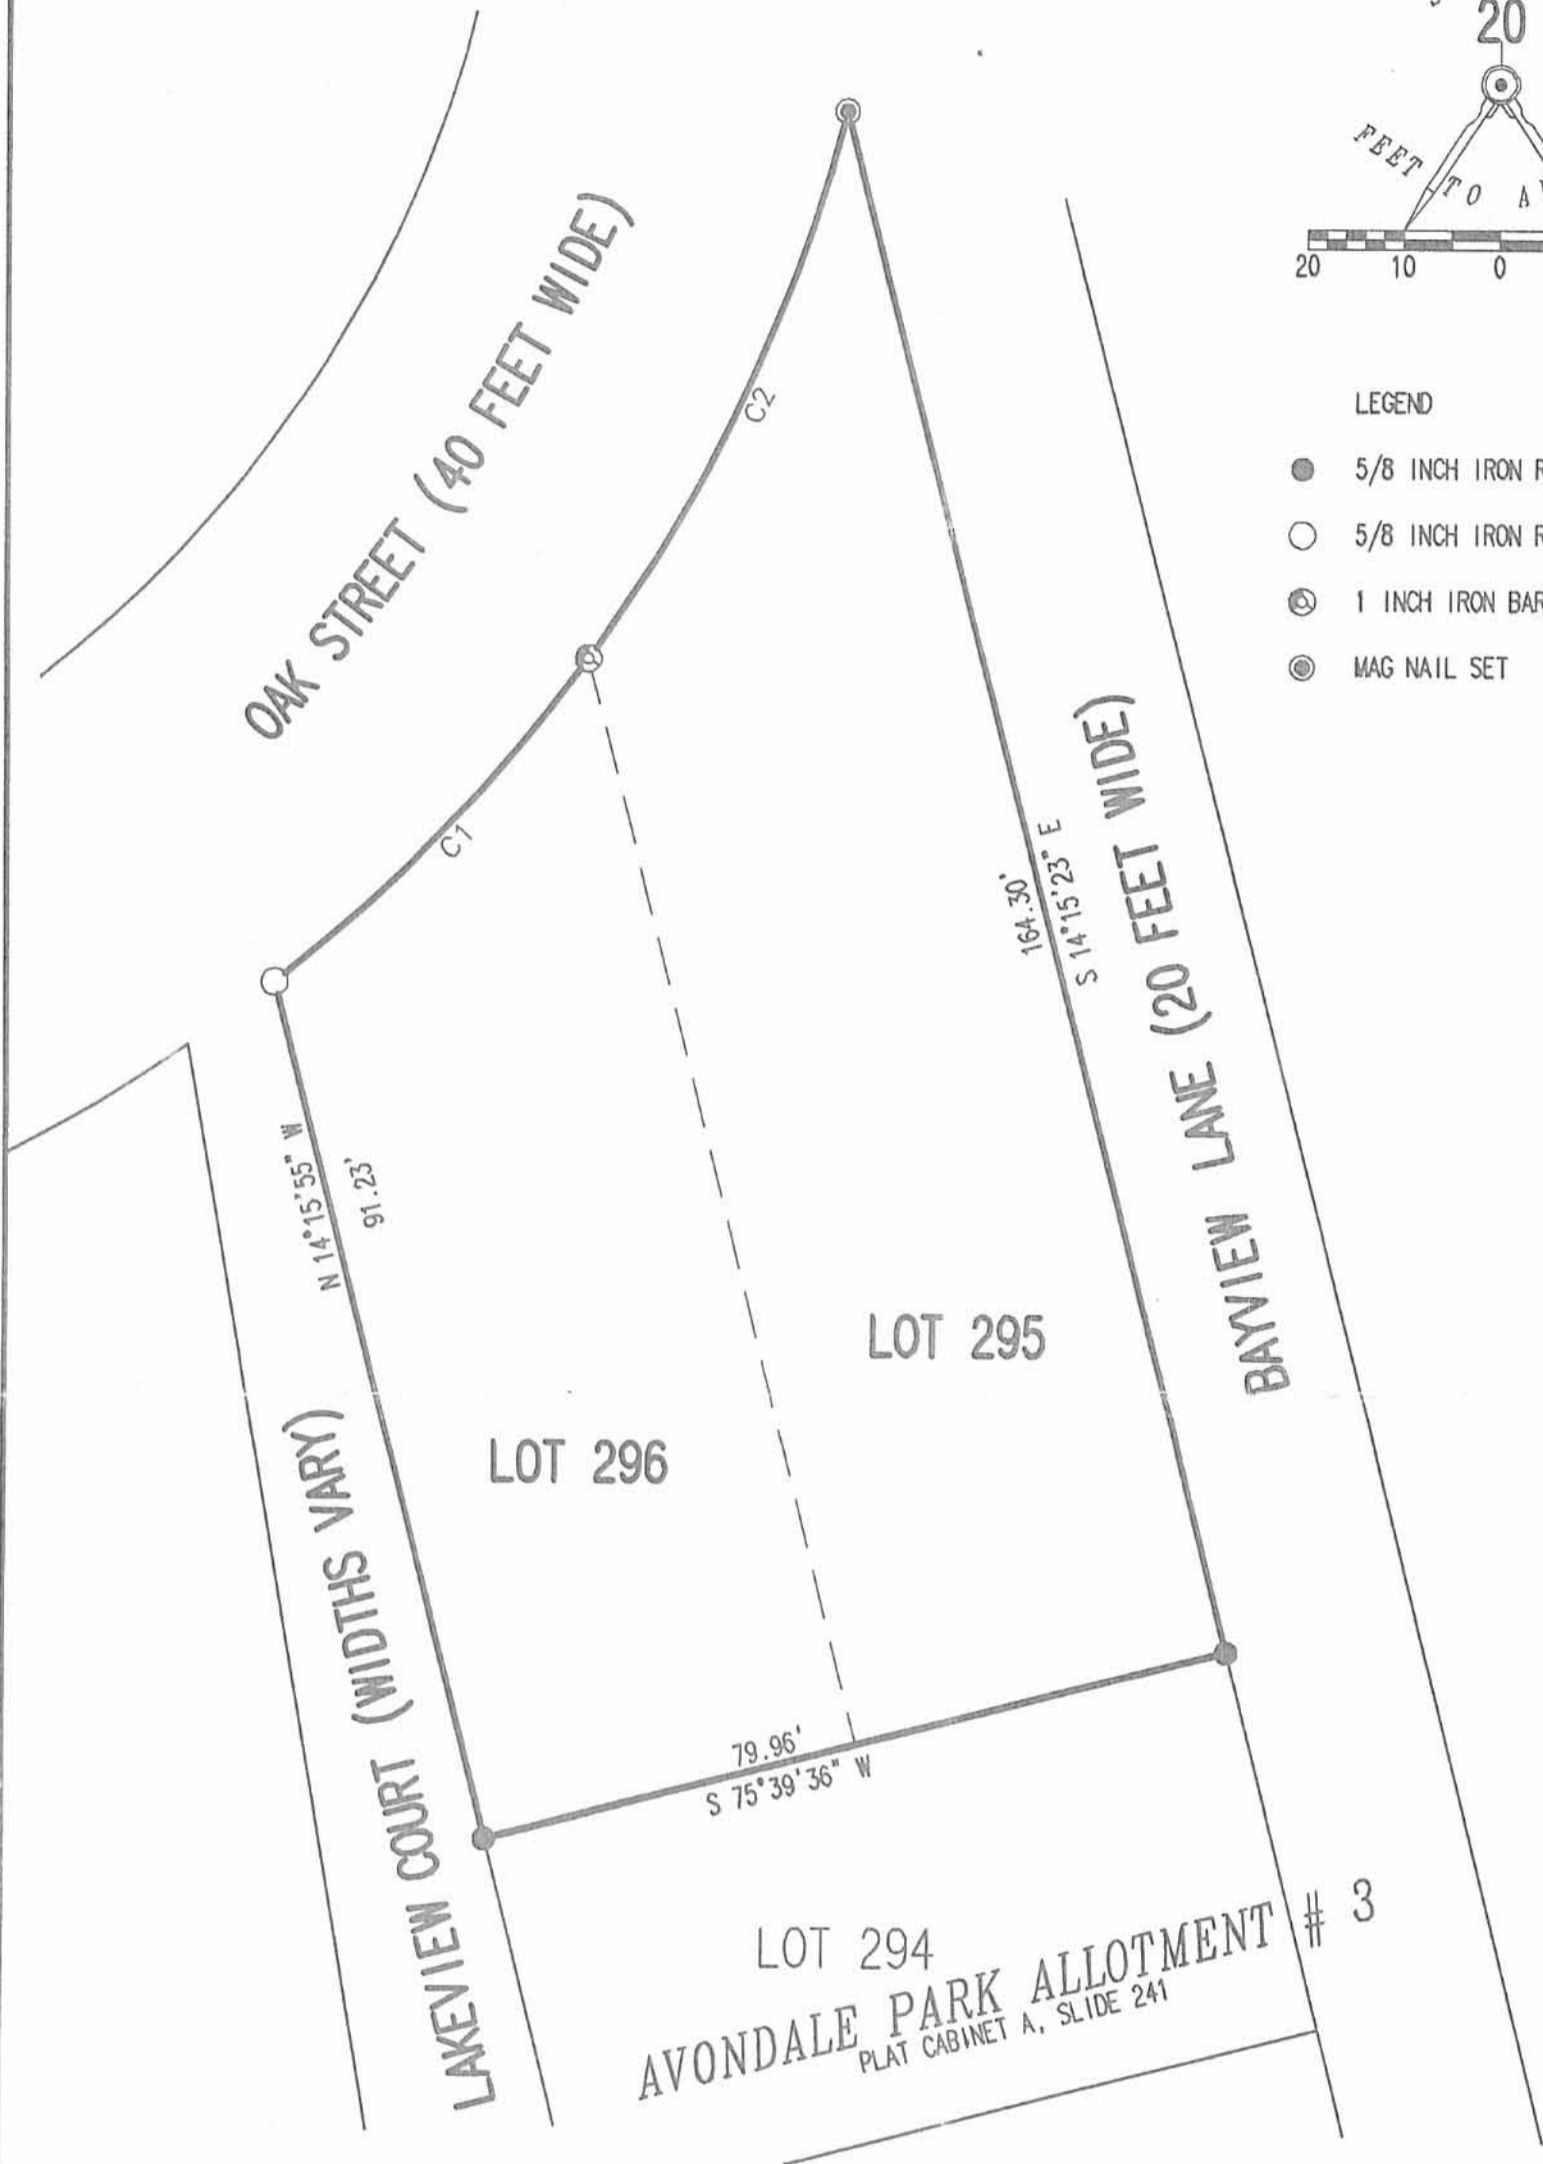 20
FEET TO A
20 10 0
OAK STREET (40 FEET WIDE)
C2
LEGEND
5/8 INCH IRON R
5/8 INCH IRON R
1 INCH IRON BAR
MAG NAIL SET
C1
164.30'
S 14°15'23" E
BAYVIEW LANE (20 FEET WIDE)
N 14°15'55" W
91.23'
LOT 295
LOT 296
LAKEVIEW COURT (WIDTHS VARY)
79.96'
S 75°39'36" W
LOT 294
AVONDALE PARK ALLOTMENT # 3
PLAT CABINET A, SLIDE 241